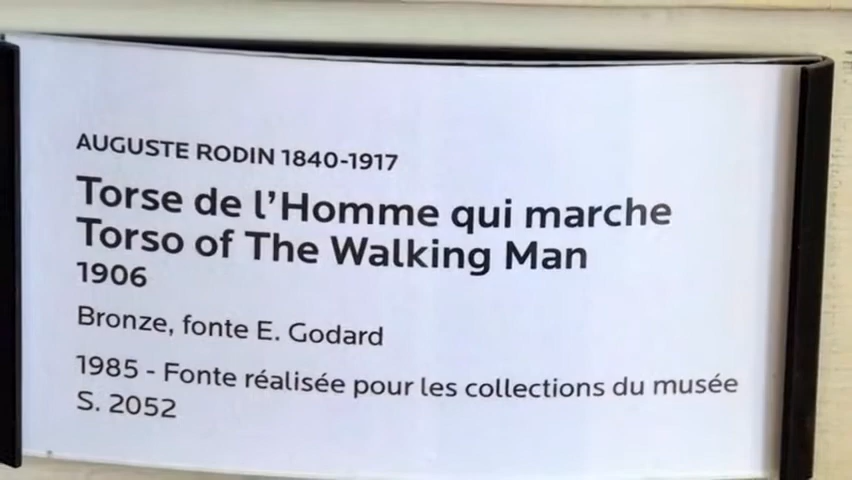 AUGUSTE RODIN 1840-1917
Torse de l’Homme qui marche
Torso of The Walking Man
1906
Bronze, fonte E. Godard
1985 - Fonte réalisée pour les collections du musée
S. 2052